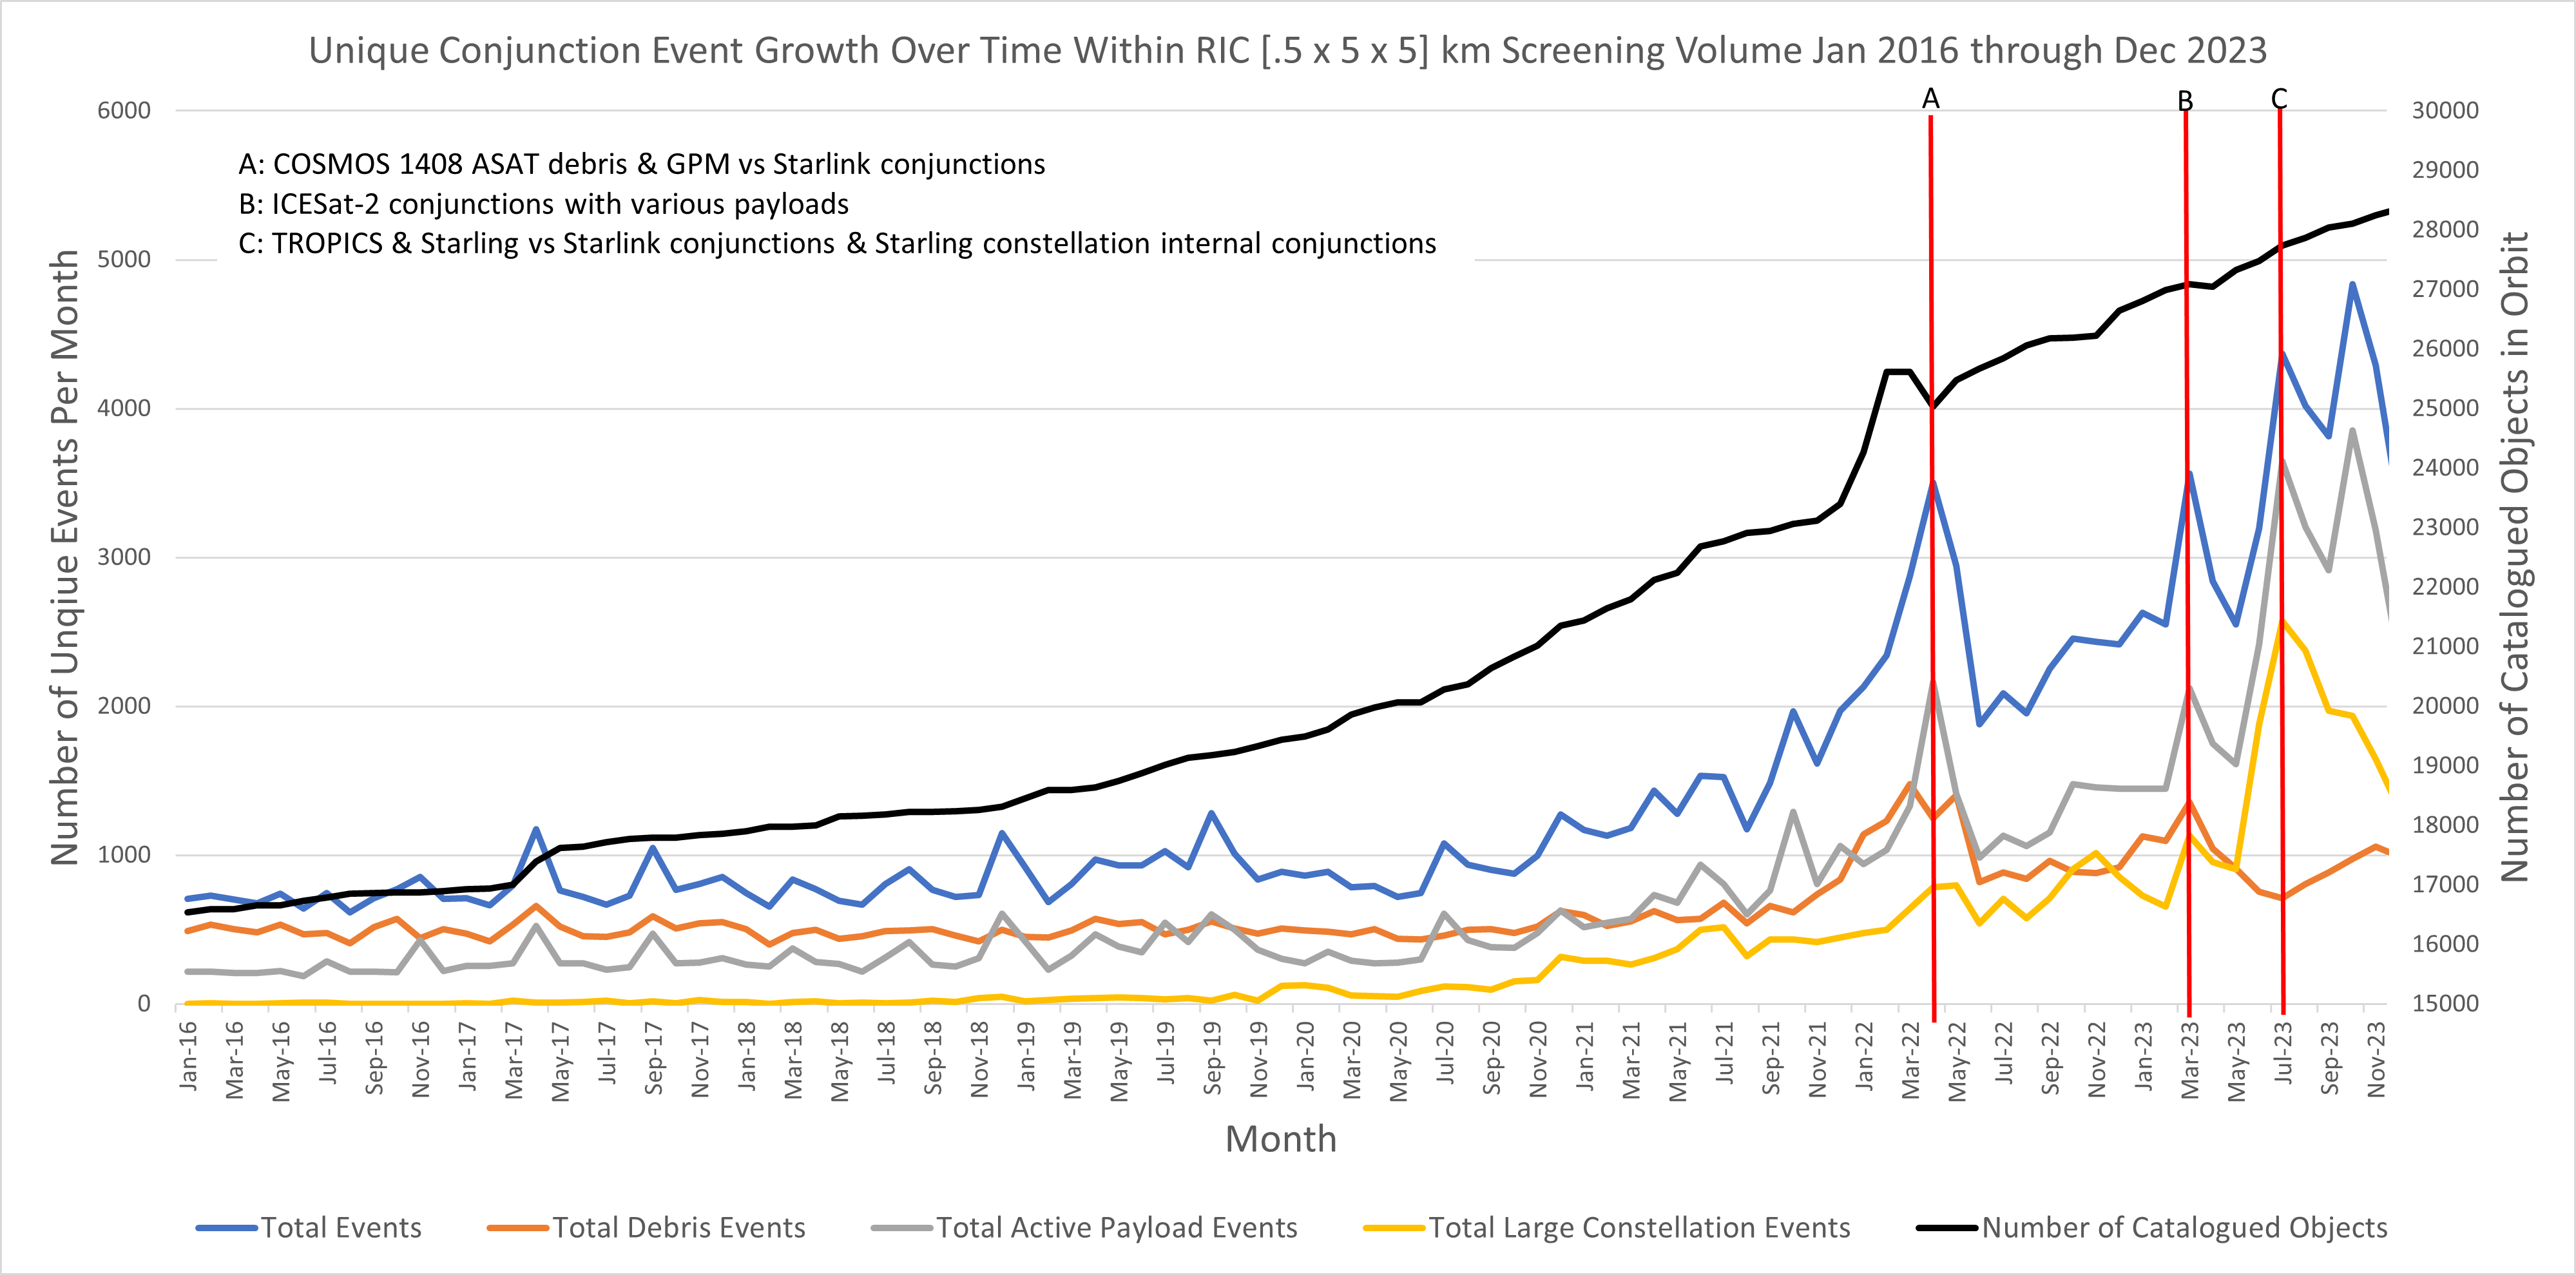 Unique Conjunction Event Growth Over Time Within RIC [.5 x 5 x 5] km Screening Volume Jan 2016 through Dec 2023
A B C
A: COSMOS 1408 ASAT debris & GPM vs Starlink conjunctions
B: ICESat-2 conjunctions with various payloads
C: TROPICS & Starling vs Starlink conjunctions & Starling constellation internal conjunctions
Number of Unqiue Events Per Month
6000
5000
4000
3000
2000
1000
0
30000
29000
28000
27000
26000
25000
24000
23000
22000
21000
20000
19000
18000
17000
16000
15000
Number of Catalogued Objects in Orbit
Jan-16
Mar-16
May-16
Jul-16
Sep-16
Nov-16
Jan-17
Mar-17
May-17
Jul-17
Sep-17
Nov-17
Jan-18
Mar-18
May-18
Jul-18
Sep-18
Nov-18
Jan-19
Mar-19
May-19
Jul-19
Sep-19
Nov-19
Jan-20
Mar-20
May-20
Jul-20
Sep-20
Nov-20
Jan-21
Mar-21
May-21
Jul-21
Sep-21
Nov-21
Jan-22
Mar-22
May-22
Jul-22
Sep-22
Nov-22
Jan-23
Mar-23
May-23
Jul-23
Sep-23
Nov-23
Month
Total Events Total Debris Events Total Active Payload Events Total Large Constellation Events Number of Catalogued Objects